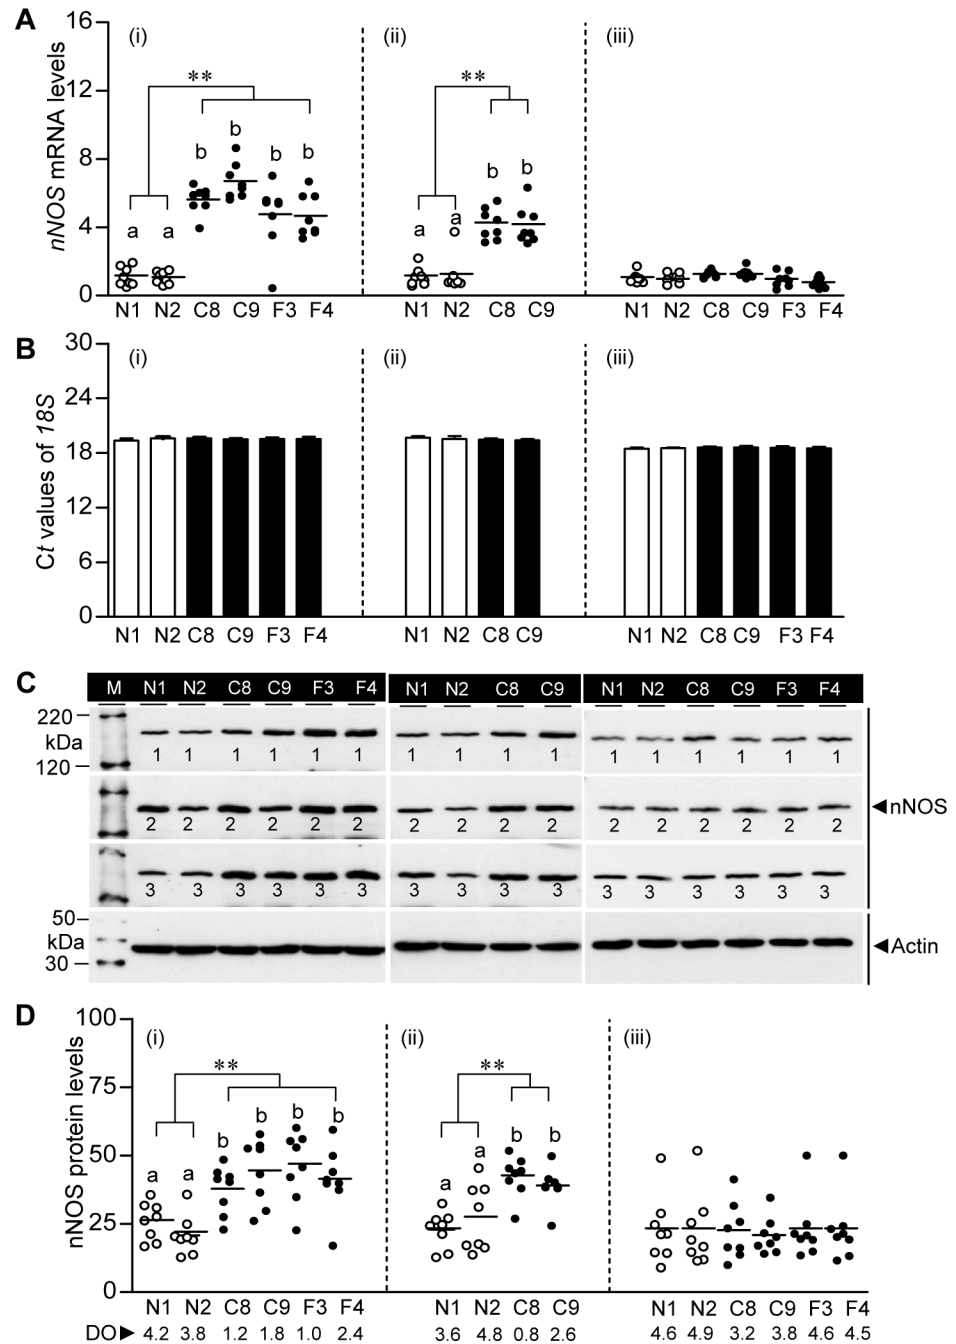 A
16
(i)
(ii)
(iii)
**
**
12
nNOS mRNA levels
b
8
b
b
b
b
b
4
a
a
a
a
0
N1 N2 C8 C9 F3 F4
N1 N2 C8 C9
N1 N2 C8 C9 F3 F4
B
30
(i)
(ii)
(iii)
24
Ct values of 18S
18
12
6
0
N1 N2 C8 C9 F3 F4
N1 N2 C8 C9
N1 N2 C8 C9 F3 F4
C
M N1 N2 C8 C9 F3 F4
N1 N2 C8 C9
N1 N2 C8 C9 F3 F4
220
kDa
120
1 1 1 1 1 1
1 1 1 1
1 1 1 1 1 1
nNOS
2 2 2 2 2 2
2 2 2 2
2 2 2 2 2 2
3 3 3 3 3 3
3 3 3 3
3 3 3 3 3 3
50
kDa
30
Actin
D
100
(i)
(ii)
(iii)
**
**
75
nNOS protein levels
b
b
b
b
b
b
50
a
a
a
a
25
0
N1 N2 C8 C9 F3 F4
N1 N2 C8 C9
N1 N2 C8 C9 F3 F4
DO 4.2 3.8 1.2 1.8 1.0 2.4
3.6 4.8 0.8 2.6
4.6 4.9 3.2 3.8 4.6 4.5